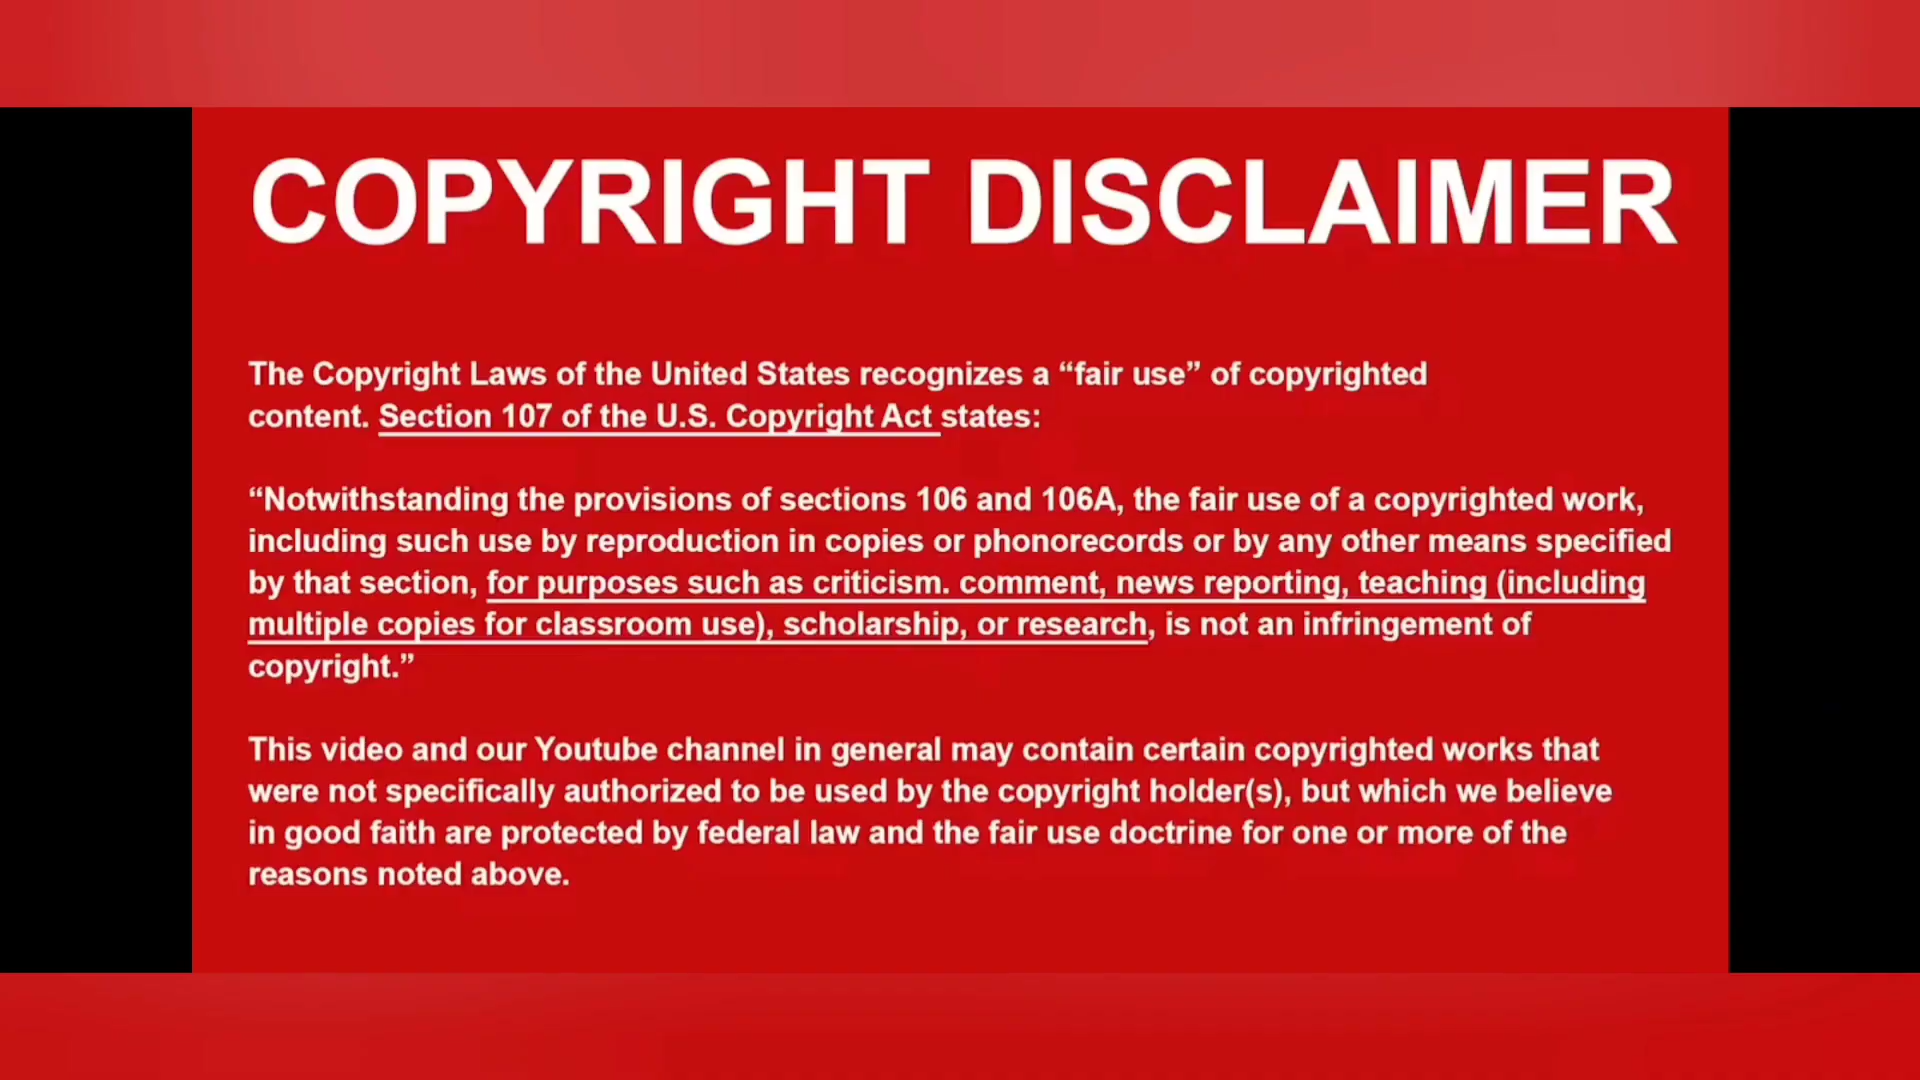 COPYRIGHT DISCLAIMER
The Copyright Laws of the United States recognizes a “fair use” of copyrighted
content. Section 107 of the U.S. Copyright Act states:
“Notwithstanding the provisions of sections 106 and 106A, the fair use of a copyrighted work,
including such use by reproduction in copies or phonorecords or by any other means specified
by that section, for purposes such as criticism. comment, news reporting, teaching (including
multiple copies for classroom use), scholarship, or research, is not an infringement of
copyright.”
This video and our Youtube channel in general may contain certain copyrighted works that
were not specifically authorized to be used by the copyright holder(s), but which we believe
in good faith are protected by federal law and the fair use doctrine for one or more of the
reasons noted above.